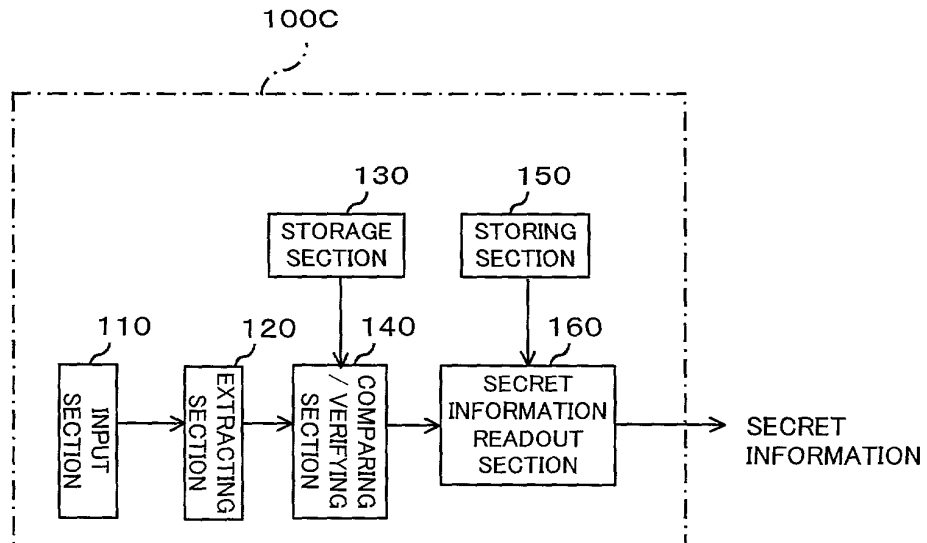 100C
130
STORAGE
SECTION
150
STORING
SECTION
110
INPUT
SECTION
120
EXTRACTING
SECTION
140
COMPARING
/ VERIFYING
SECTION
160
SECRET
INFORMATION
READOUT
SECTION
SECRET
INFORMATION